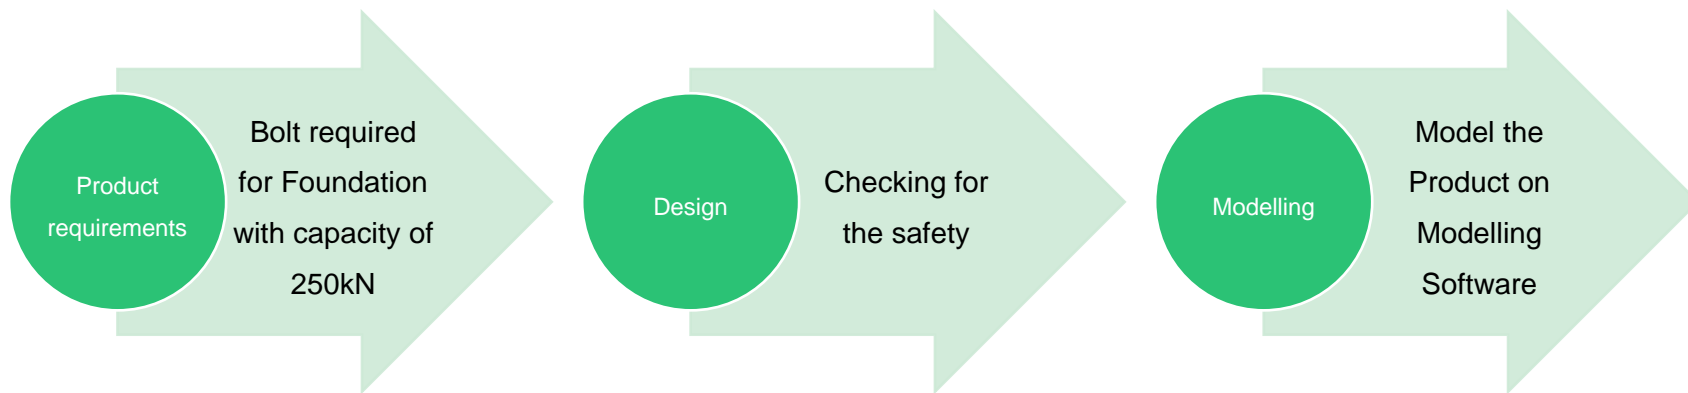 Product
requirements
Bolt required
for Foundation
with capacity of
250kN
Design
Checking for
the safety
Modelling
Model the
Product on
Modelling
Software